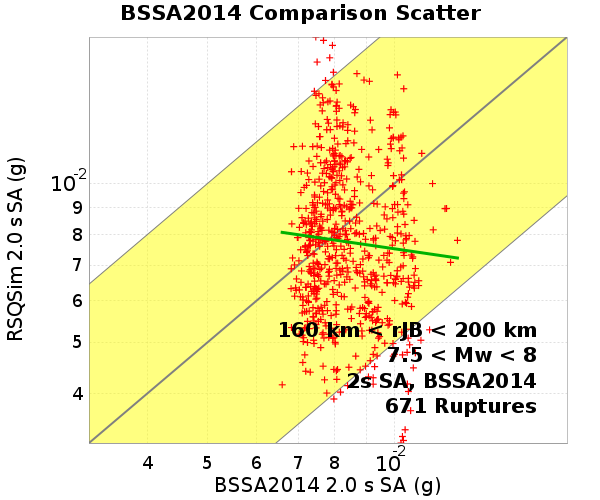 BSSA2014 Comparison Scatter
RSQSim 2.0 s SA (g)
10-2
9
8
7
6
5
4
160 km < rJB < 200 km
7.5 < Mw < 8
2s SA, BSSA2014
671 Ruptures
4 5 6 7 8 10-2
BSSA2014 2.0 s SA (g)